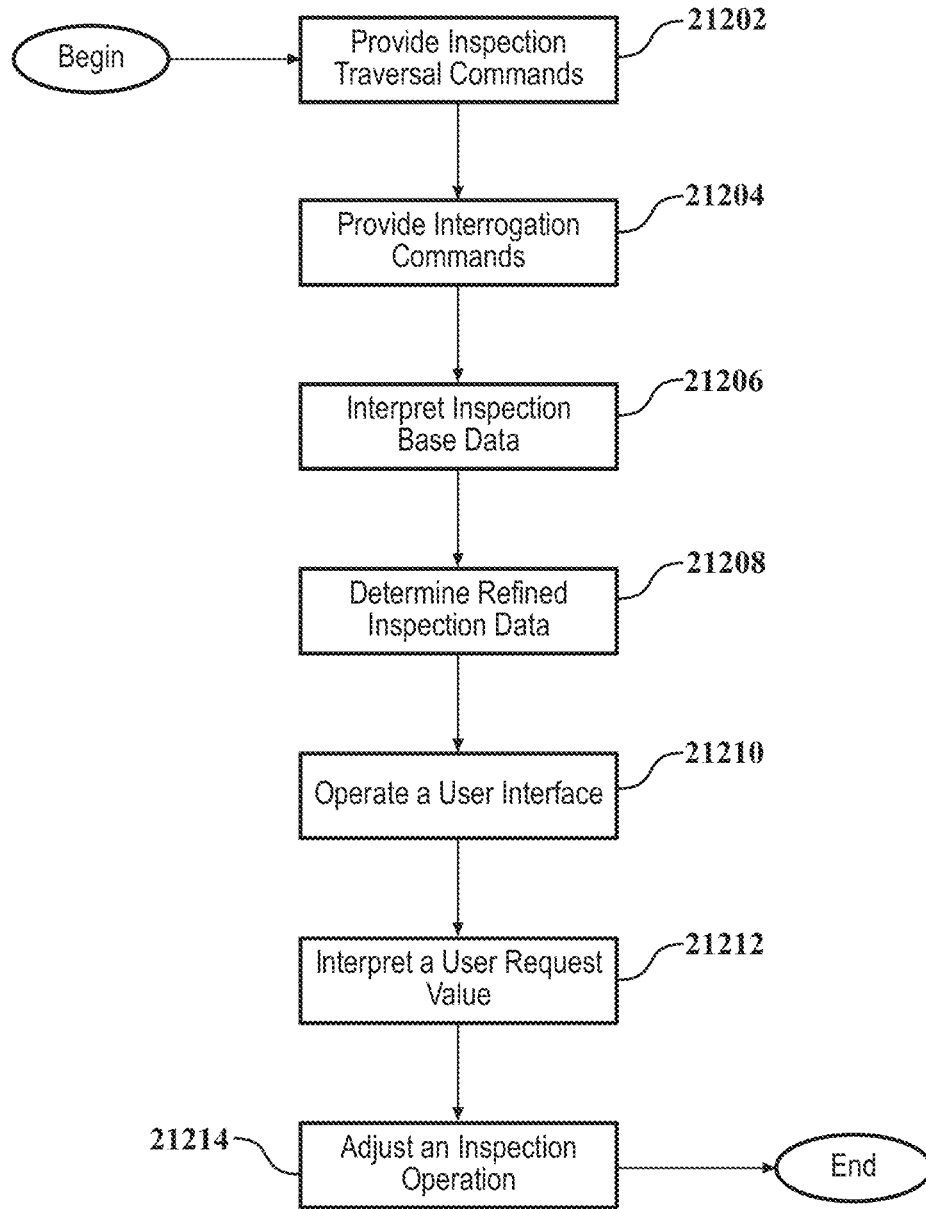 Begin
Provide Inspection
Traversal Commands
21202
Provide Interrogation
Commands
21204
Interpret Inspection
Base Data
21206
Determine Refined
Inspection Data
21208
Operate a User Interface
21210
Interpret a User Request
Value
21212
21214
Adjust an Inspection
Operation
End